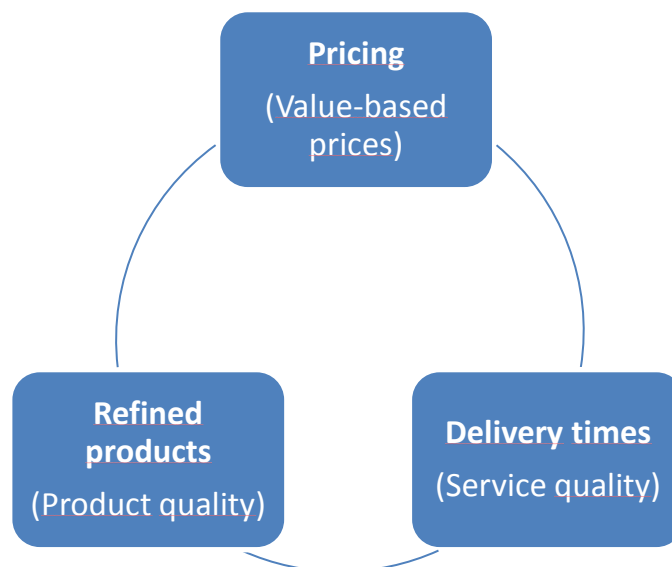 Pricing
(Value-based
prices)
Refined
products
(Product quality)
Delivery times
(Service quality)